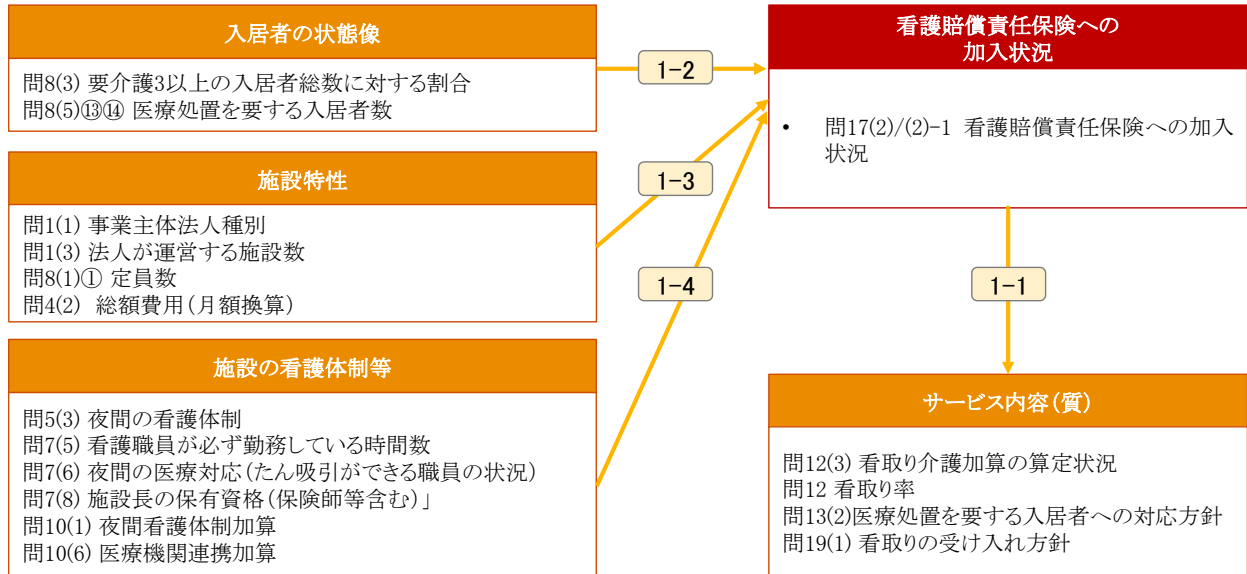 入居者の状態像
問8(3) 要介護3以上の入居者総数に対する割合
問8(5)⑬⑭ 医療処置を要する入居者数
施設特性
問1(1) 事業主体法人種別
問1(3) 法人が運営する施設数
問8(1)① 定員数
問4(2) 総額費用(月額換算)
施設の看護体制等
問5(3) 夜間の看護体制
問7(5) 看護職員が必ず勤務している時間数
問7(6) 夜間の医療対応(たん吸引ができる職員の状況)
問7(8) 施設長の保有資格(保険師等含む)」
問10(1) 夜間看護体制加算
問10(6) 医療機関連携加算
1-2
1-3
1-4
看護賠償責任保険への
加入状況
• 問17(2)/(2)-1 看護賠償責任保険への加入
状況
1-1
サービス内容(質)
問12(3) 看取り介護加算の算定状況
問12 看取り率
問13(2)医療処置を要する入居者への対応方針
問19(1) 看取りの受け入れ方針